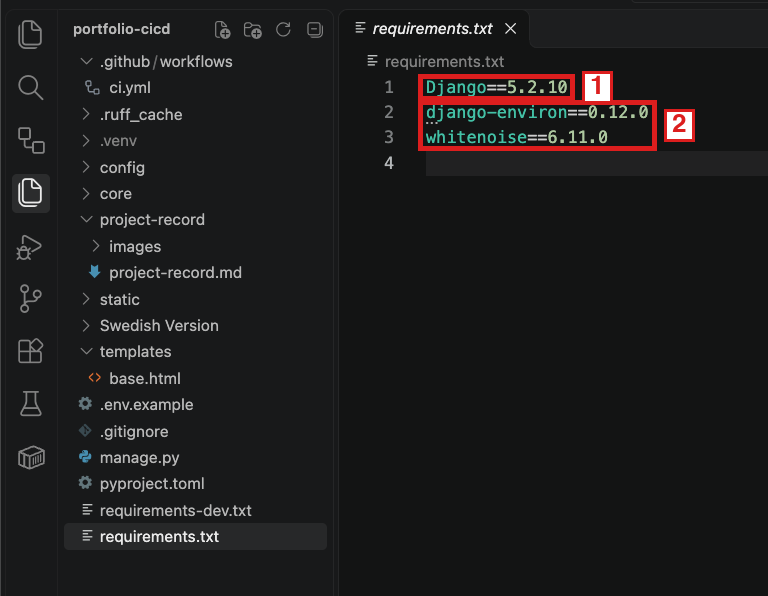 portfolio-cicd
.github/workflows
ci.yml
.ruff_cache
.venv
config
core
project-record
images
project-record.md
static
Swedish Version
templates
base.html
.env.example
.gitignore
manage.py
pyproject.toml
requirements-dev.txt
requirements.txt
requirements.txt
requirements.txt
1 Django==5.2.10 1
2 django-environ==0.12.0 2
3 whitenoise==6.11.0
4